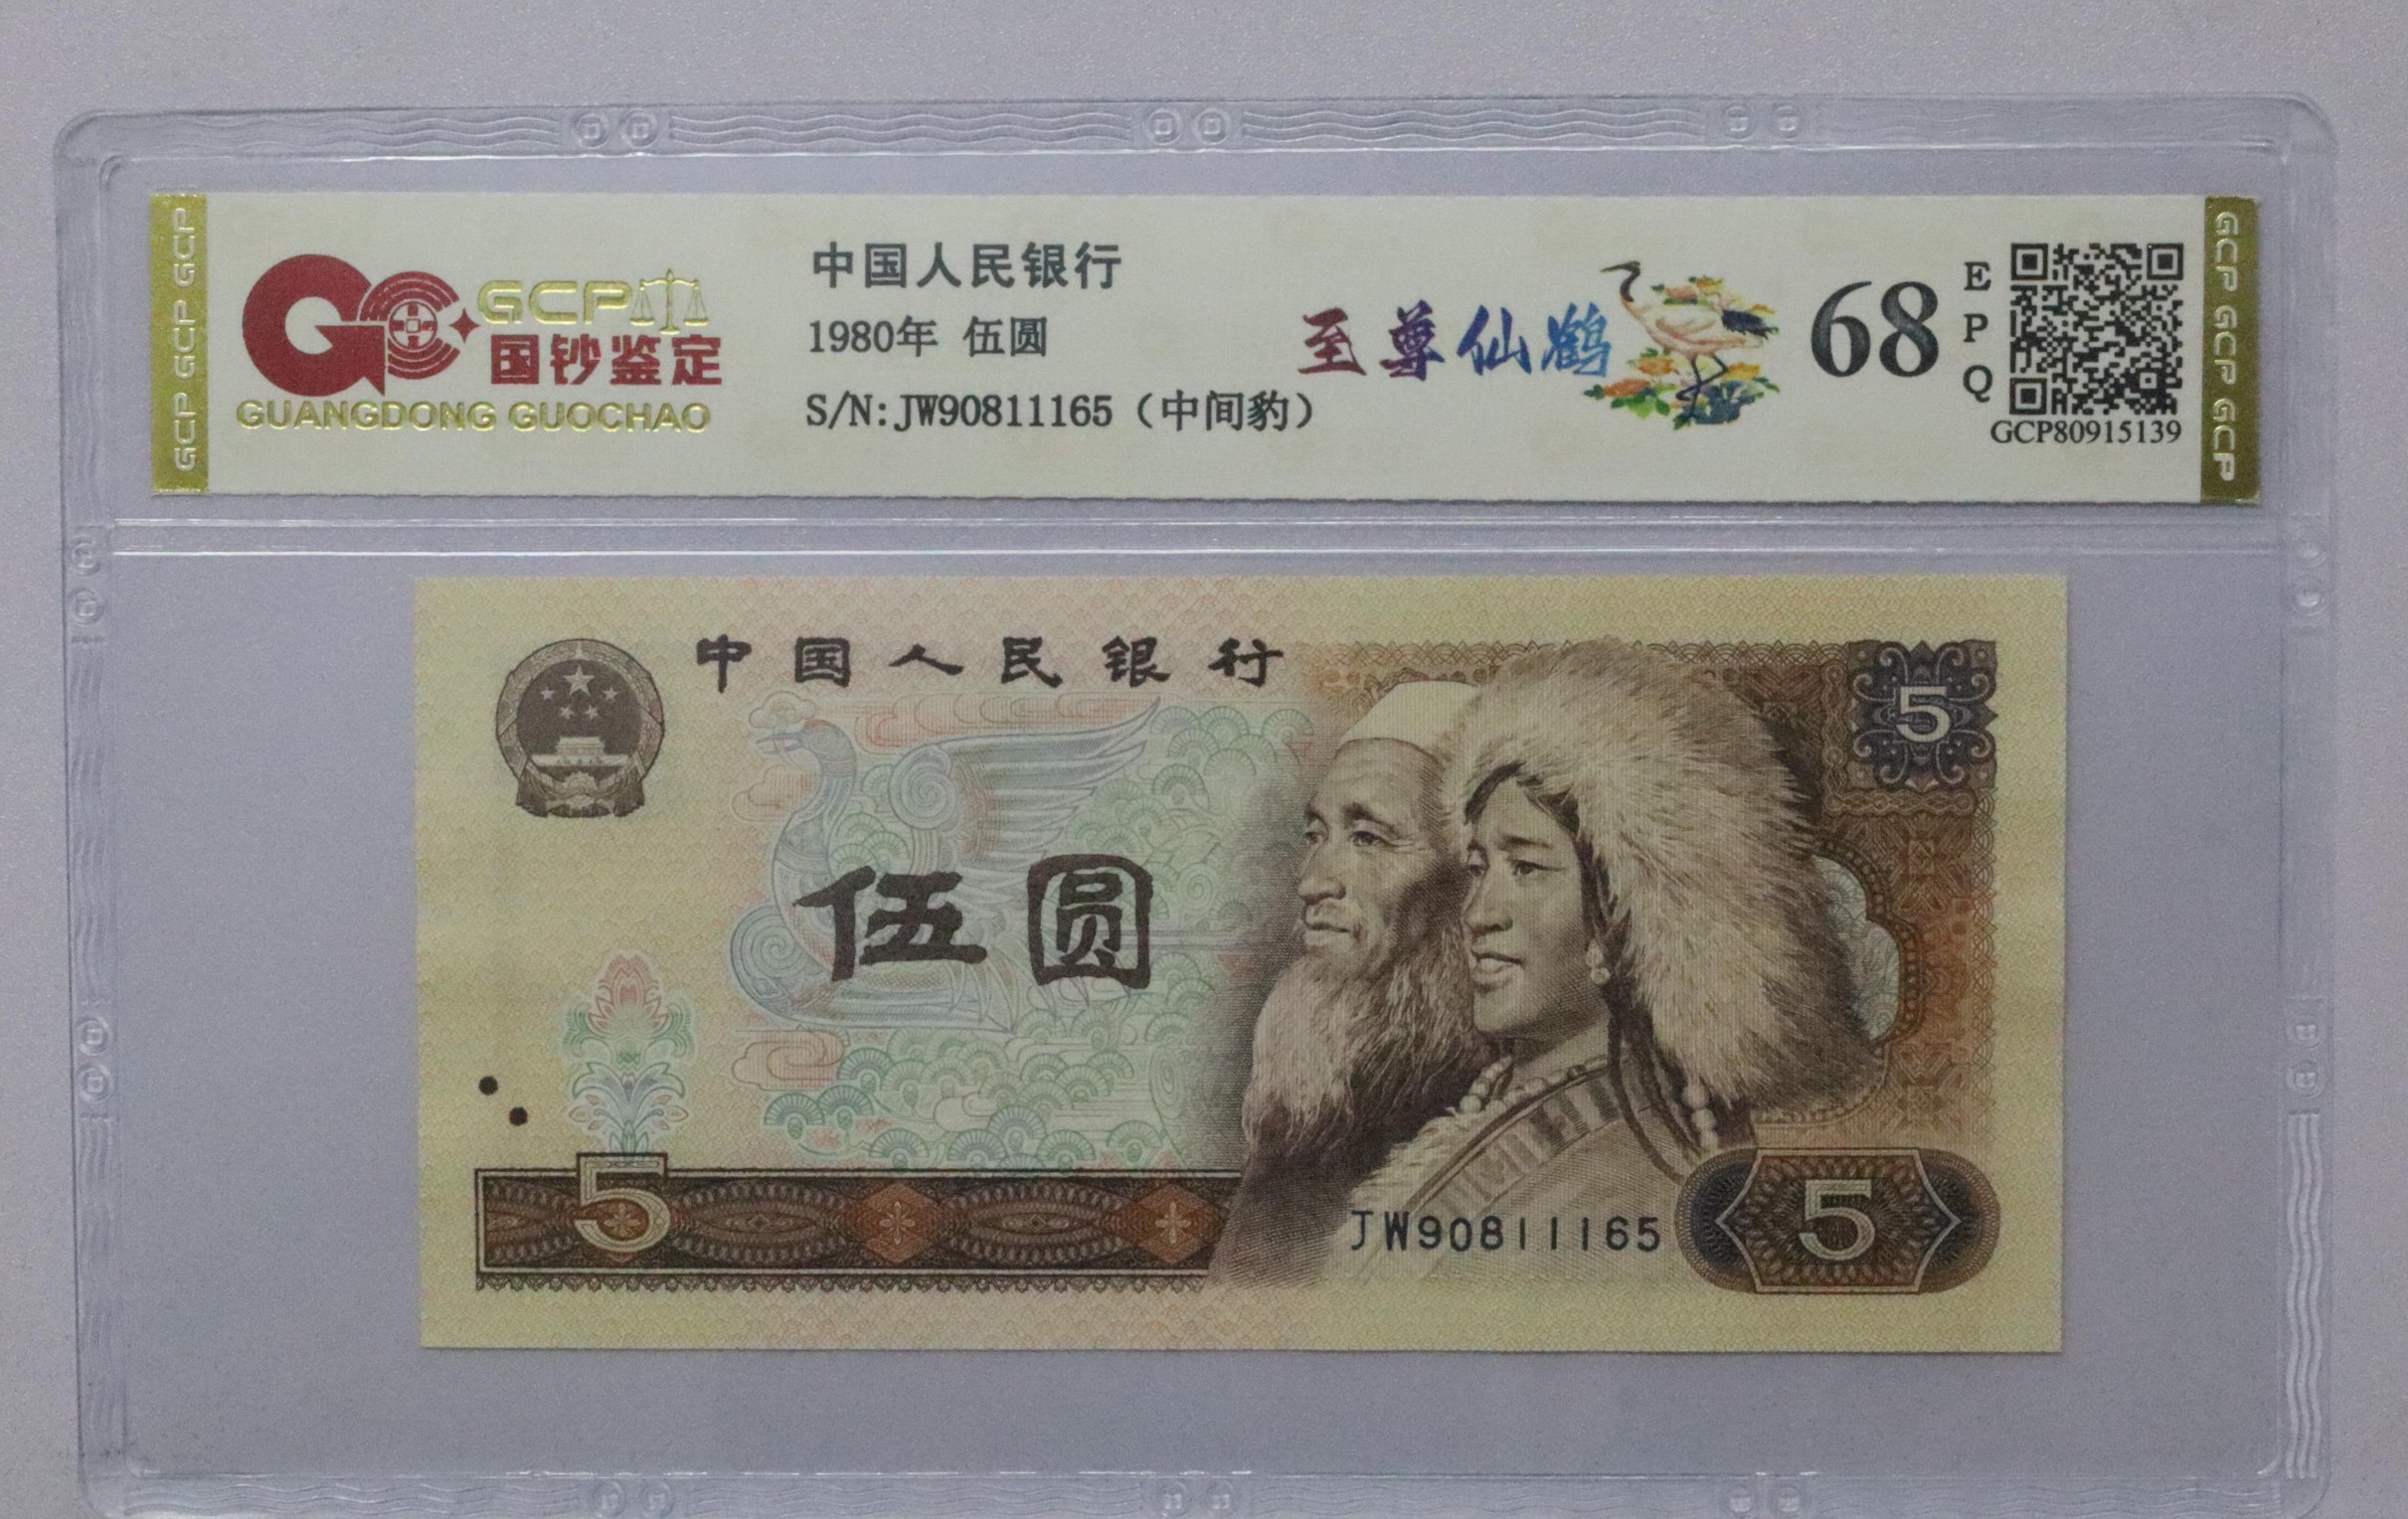 GCP GCP GCP
GCP
国钞鉴定
GUANGDONG GUOCHAO
中国人民银行
1980年 伍圆
S/N:JW90811165（中间豹）
至尊仙鹤
68
E
P
Q
GCP80915139
GCP GCP GCP
中国人民银行
5
伍圆
5
JW90811165
5